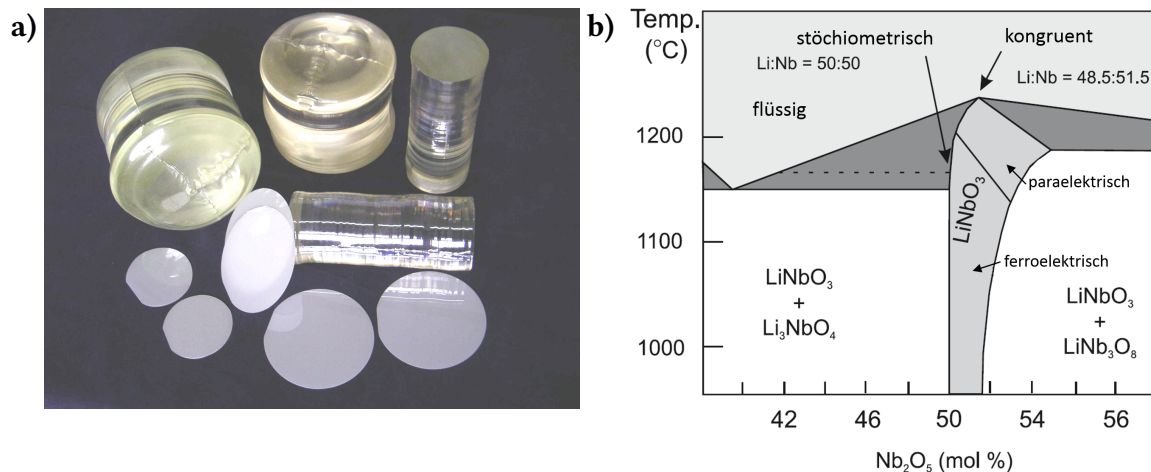 a)
b)
Temp.
(°C)
stöchiometrisch
Li:Nb = 50:50
kongruent
Li:Nb = 48.5:51.5
flüssig
1200
1100
1000
LiNbO₃
paraelektrisch
ferroelektrisch
LiNbO₃
+
Li₃NbO₄
LiNbO₃
+
LiNb₃O₈
42 46 50 54 56
Nb₂O₅ (mol %)